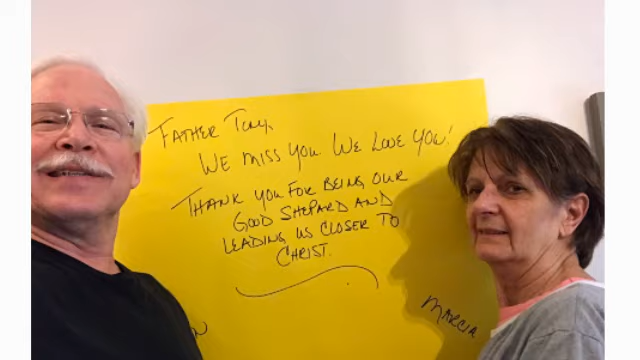 FATHER TONY,
WE MISS YOU. WE LOVE YOU!
THANK YOU FOR BEING OUR
GOOD SHEPARD AND
LEADING US CLOSER TO
CHRIST.
MARCIA